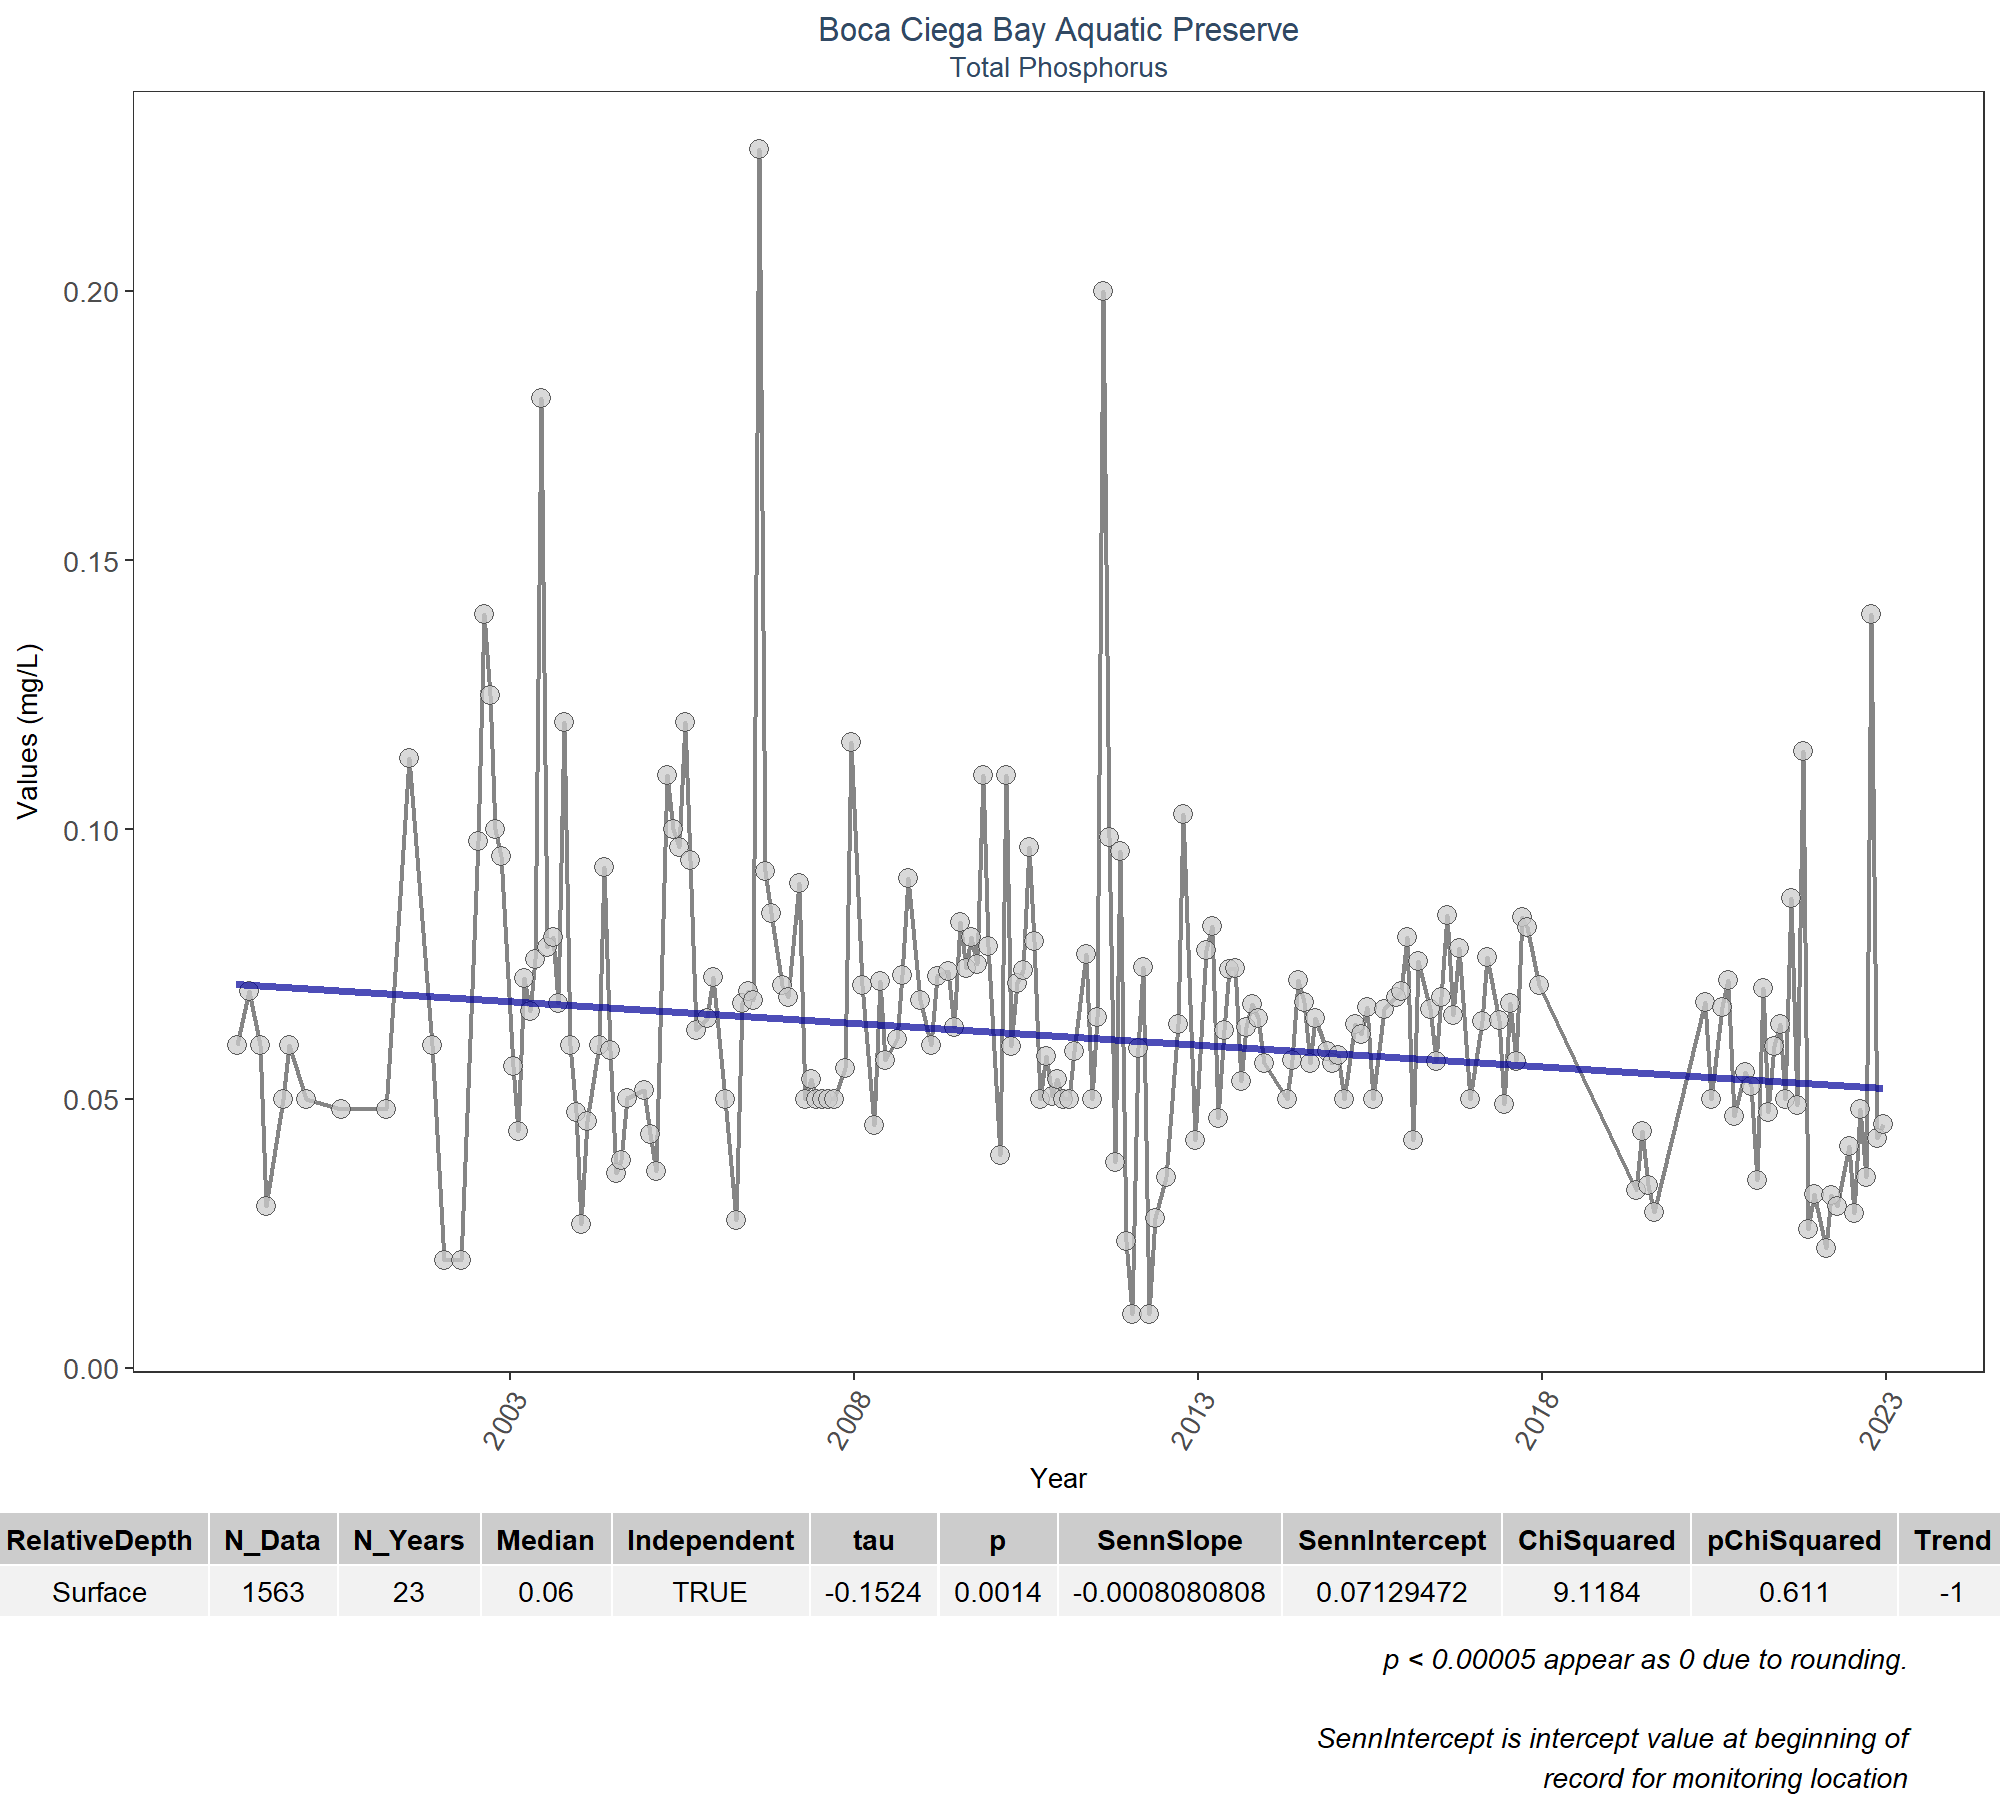 Boca Ciega Bay Aquatic Preserve
Total Phosphorus
Values (mg/L)
0.20
0.15
0.10
0.05
0.00
2003 2008 2013 2018 2023
Year
RelativeDepth N_Data N_Years Median Independent tau p SennSlope SennIntercept ChiSquared pChiSquared Trend
Surface 1563 23 0.06 TRUE -0.1524 0.0014 -0.0008080808 0.07129472 9.1184 0.611 -1
p < 0.00005 appear as 0 due to rounding.
SennIntercept is intercept value at beginning of
record for monitoring location